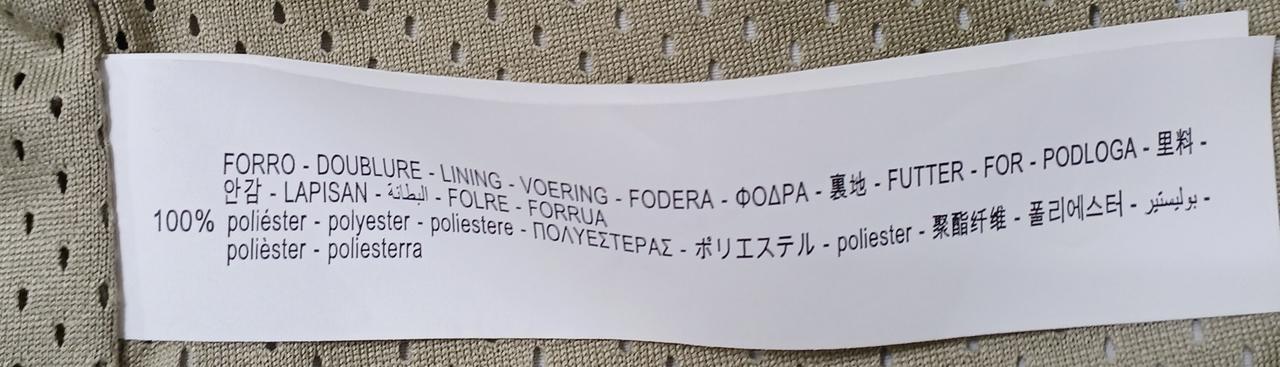 FORRO - DOUBLURE - LINING - VOERING - FODERA - ΦΟΔΡΑ - 裏地 - FUTTER - FOR - PODLOGA - 里料 -
안감 - LAPISAN - البطانة - FOLRE - FORRUA
100% poliéster - polyester - poliestere - ΠΟΛΥΕΣΤΕΡΑΣ - ポリエステル - poliester - 聚酯纤维 - 폴리에스터 - بوليستير -
polièster - poliesterra